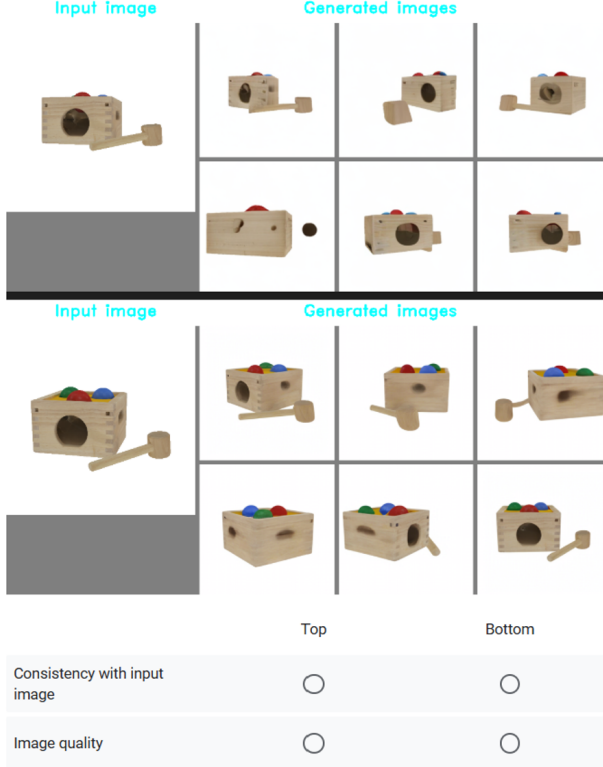 Input image
Generated images
Input image
Generated images
Top
Bottom
Consistency with input
image
Image quality